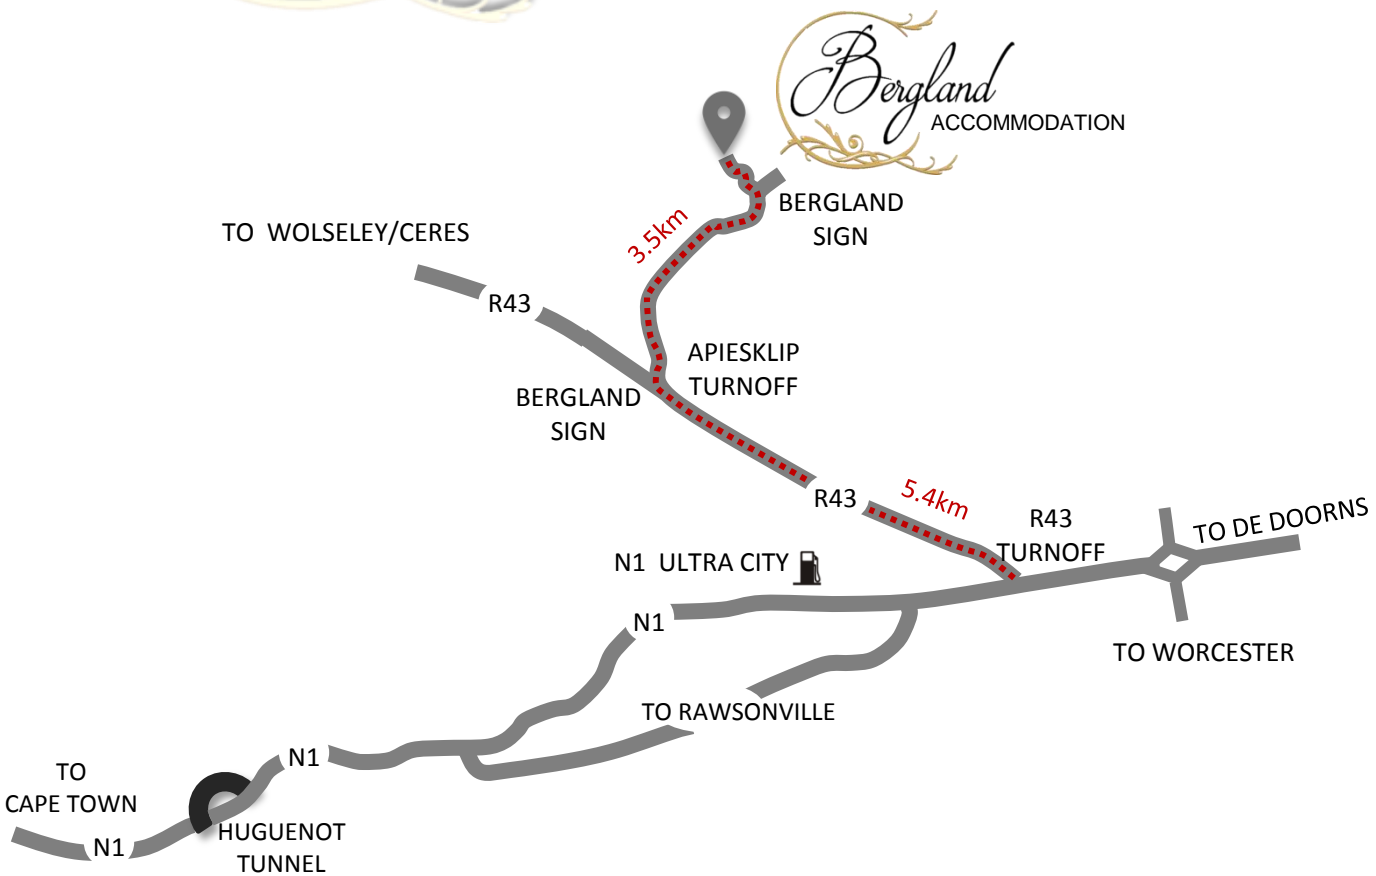 Bergland
ACCOMMODATION
BERGLAND
SIGN
TO WOLSELEY/CERES
3.5km
R43
APIESKLIP
TURNOFF
BERGLAND
SIGN
R43
5.4km
R43
TURNOFF
TO DE DOORNS
N1 ULTRA CITY
N1
TO WORCESTER
TO RAWSONVILLE
N1
TO
CAPE TOWN
HUGUENOT
TUNNEL
N1